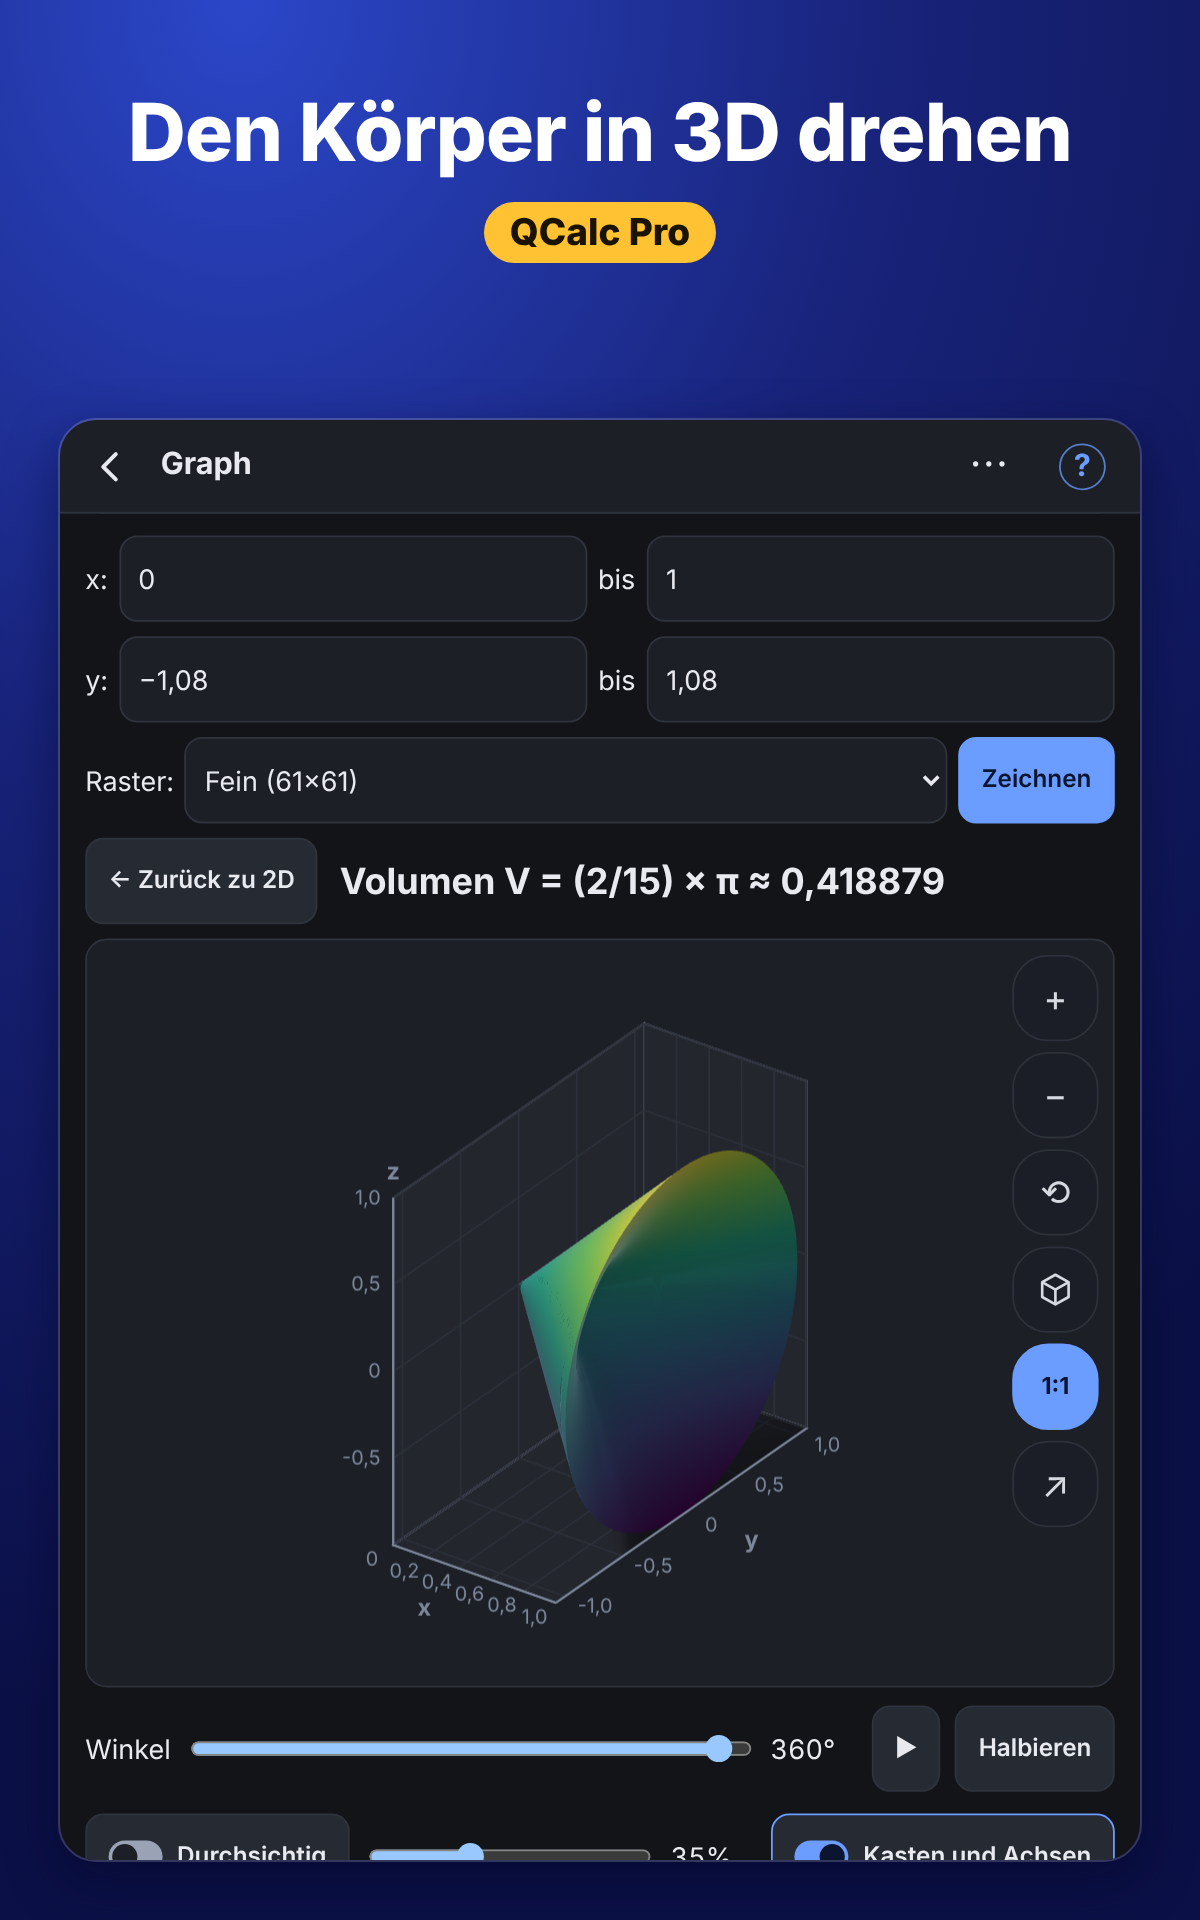 Den Körper in 3D drehen
QCalc Pro
Graph ... ?
x: 0 bis 1
y: −1,08 bis 1,08
Raster: Fein (61×61) Zeichnen
← Zurück zu 2D Volumen V = (2/15) × π ≈ 0,418879
+
−
z
1,0
0,5
0
-0,5
1:1
0 0,2 0,4 0,6 0,8 1,0
x
-1,0 -0,5 0 0,5 1,0
y
Winkel 360° Halbieren
Durchsichtig 35% Kasten und Achsen